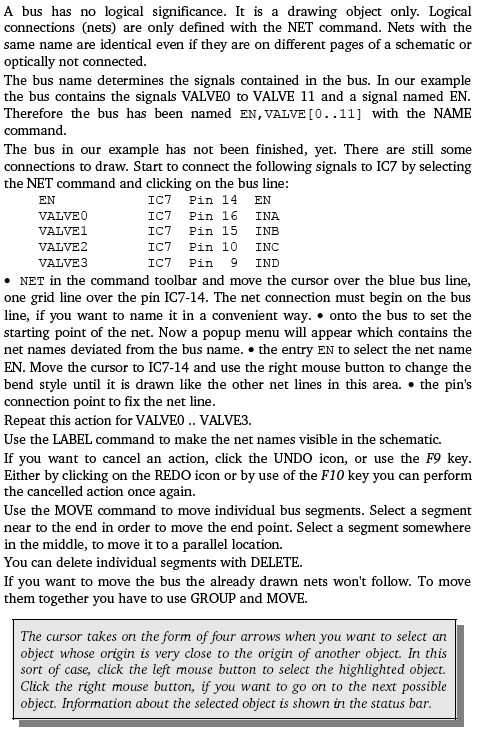 A bus has no logical significance. It is a drawing object only. Logical
connections (nets) are only defined with the NET command. Nets with the
same name are identical even if they are on different pages of a schematic or
optically not connected.
The bus name determines the signals contained in the bus. In our example
the bus contains the signals VALVE0 to VALVE 11 and a signal named EN.
Therefore the bus has been named EN,VALVE[0..11] with the NAME
command.
The bus in our example has not been finished, yet. There are still some
connections to draw. Start to connect the following signals to IC7 by selecting
the NET command and clicking on the bus line:
EN IC7 Pin 14 EN
VALVE0 IC7 Pin 16 INA
VALVE1 IC7 Pin 15 INB
VALVE2 IC7 Pin 10 INC
VALVE3 IC7 Pin 9 IND
• NET in the command toolbar and move the cursor over the blue bus line,
one grid line over the pin IC7-14. The net connection must begin on the bus
line, if you want to name it in a convenient way. • onto the bus to set the
starting point of the net. Now a popup menu will appear which contains the
net names deviated from the bus name. • the entry EN to select the net name
EN. Move the cursor to IC7-14 and use the right mouse button to change the
bend style until it is drawn like the other net lines in this area. • the pin's
connection point to fix the net line.
Repeat this action for VALVE0 .. VALVE3.
Use the LABEL command to make the net names visible in the schematic.
If you want to cancel an action, click the UNDO icon, or use the F9 key.
Either by clicking on the REDO icon or by use of the F10 key you can perform
the cancelled action once again.
Use the MOVE command to move individual bus segments. Select a segment
near to the end in order to move the end point. Select a segment somewhere
in the middle, to move it to a parallel location.
You can delete individual segments with DELETE.
If you want to move the bus the already drawn nets won't follow. To move
them together you have to use GROUP and MOVE.
The cursor takes on the form of four arrows when you want to select an
object whose origin is very close to the origin of another object. In this
sort of case, click the left mouse button to select the highlighted object.
Click the right mouse button, if you want to go on to the next possible
object. Information about the selected object is shown in the status bar.